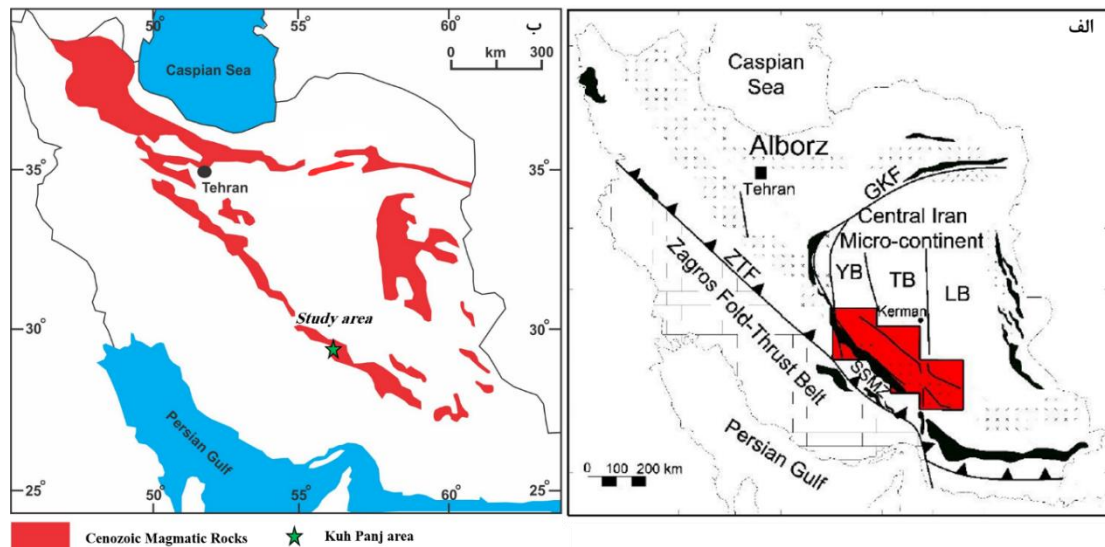 50°
55°
60°
ب
0 km 300
Caspian Sea
35°
35°
Tehran
Study area
30°
30°
Persian Gulf
25°
25°
50°
55°
60°
Cenozoic Magmatic Rocks
Kuh Panj area
الف
Caspian
Sea
Alborz
Tehran
GKF
Central Iran
Micro-continent
ZTF
YB
TB
LB
Kerman
Zagros Fold-Thrust Belt
SSMZ
Persian Gulf
0 100 200 km